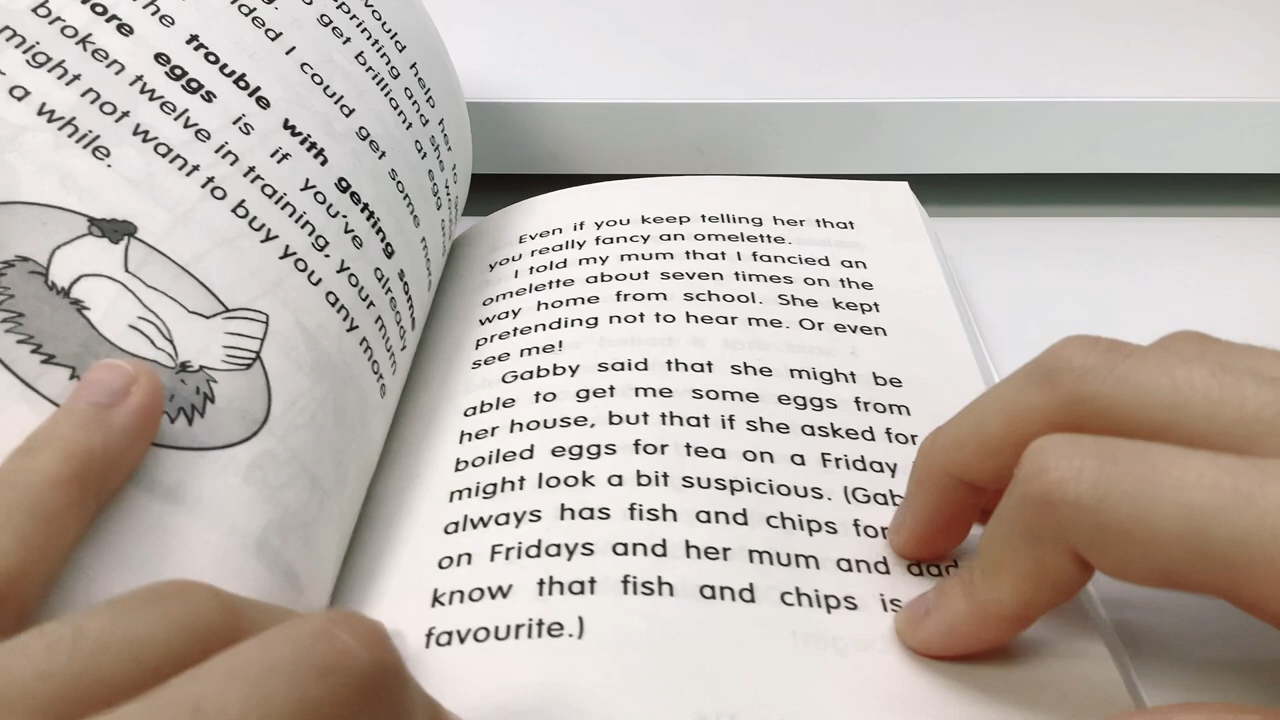 would help her to
printing and she would
get brilliant at egg and
ded I could get some more
The trouble with getting some
more eggs is if you've already
broken twelve in training, your mum
might not want to buy you any more
a while.
Even if you keep telling her that
you really fancy an omelette.
I told my mum that I fancied an
omelette about seven times on the
way home from school. She kept
pretending not to hear me. Or even
see me!
Gabby said that she might be
able to get me some eggs from
her house, but that if she asked for
boiled eggs for tea on a Friday
might look a bit suspicious. (Gab
always has fish and chips for
on Fridays and her mum and dad
know that fish and chips is
favourite.)